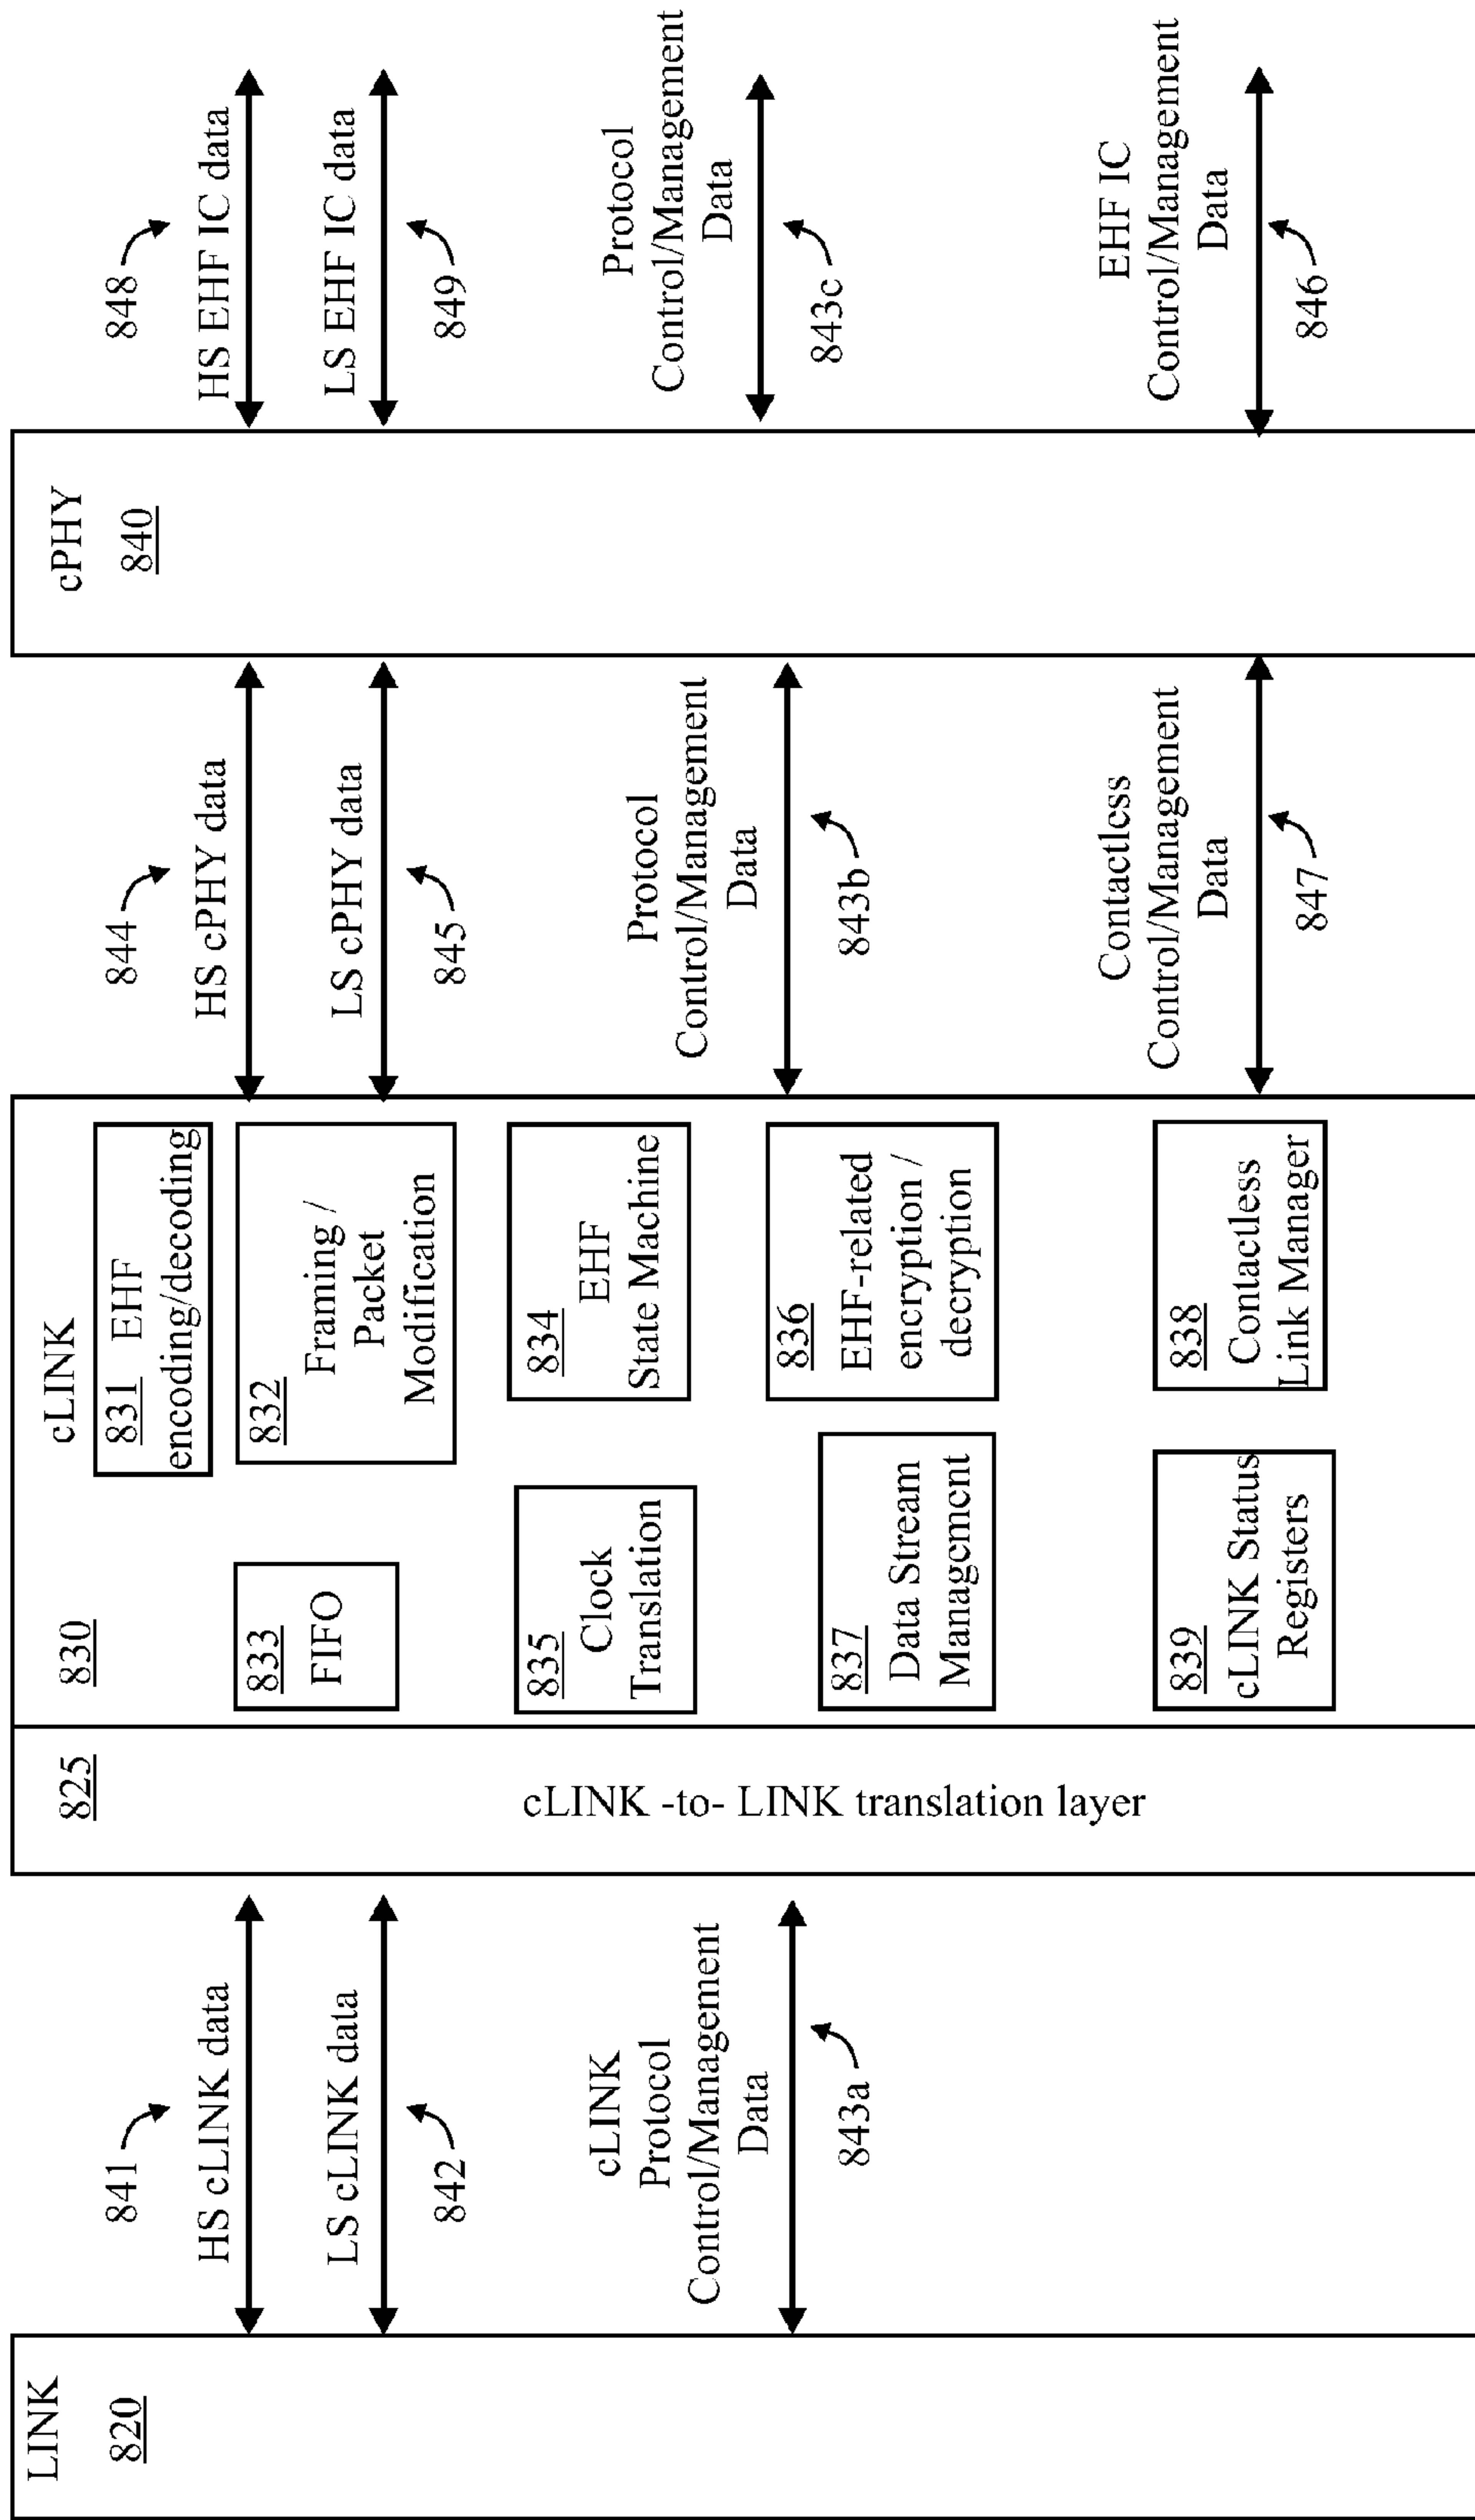 LINK
820
841
HS cLINK data
LS cLINK data
842
cLINK
Protocol
Control/Management
Data
843a
825
cLINK -to- LINK translation layer
cLINK
830
831 EHF
encoding/decoding
832
Framing /
Packet
Modification
833
FIFO
834
EHF
State Machine
835
Clock
Translation
836
EHF-related
encryption /
decryption
837
Data Stream
Management
838
Contactless
Link Manager
839
cLINK Status
Registers
844
HS cPHY data
LS cPHY data
845
Protocol
Control/Management
Data
843b
Contactless
Control/Management
Data
847
cPHY
840
848
HS EHF IC data
LS EHF IC data
849
Protocol
Control/Management
Data
843c
EHF IC
Control/Management
Data
846